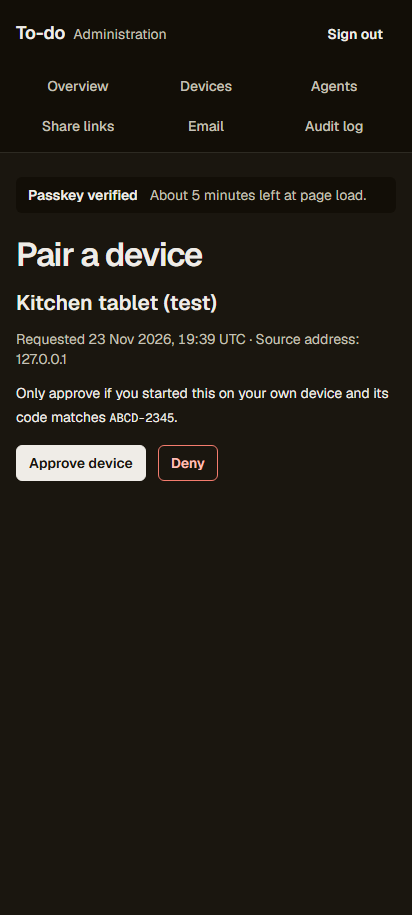 To-do Administration Sign out
Overview Devices Agents
Share links Email Audit log
Passkey verified About 5 minutes left at page load.
Pair a device
Kitchen tablet (test)
Requested 23 Nov 2026, 19:39 UTC · Source address:
127.0.0.1
Only approve if you started this on your own device and its
code matches ABCD-2345.
Approve device Deny